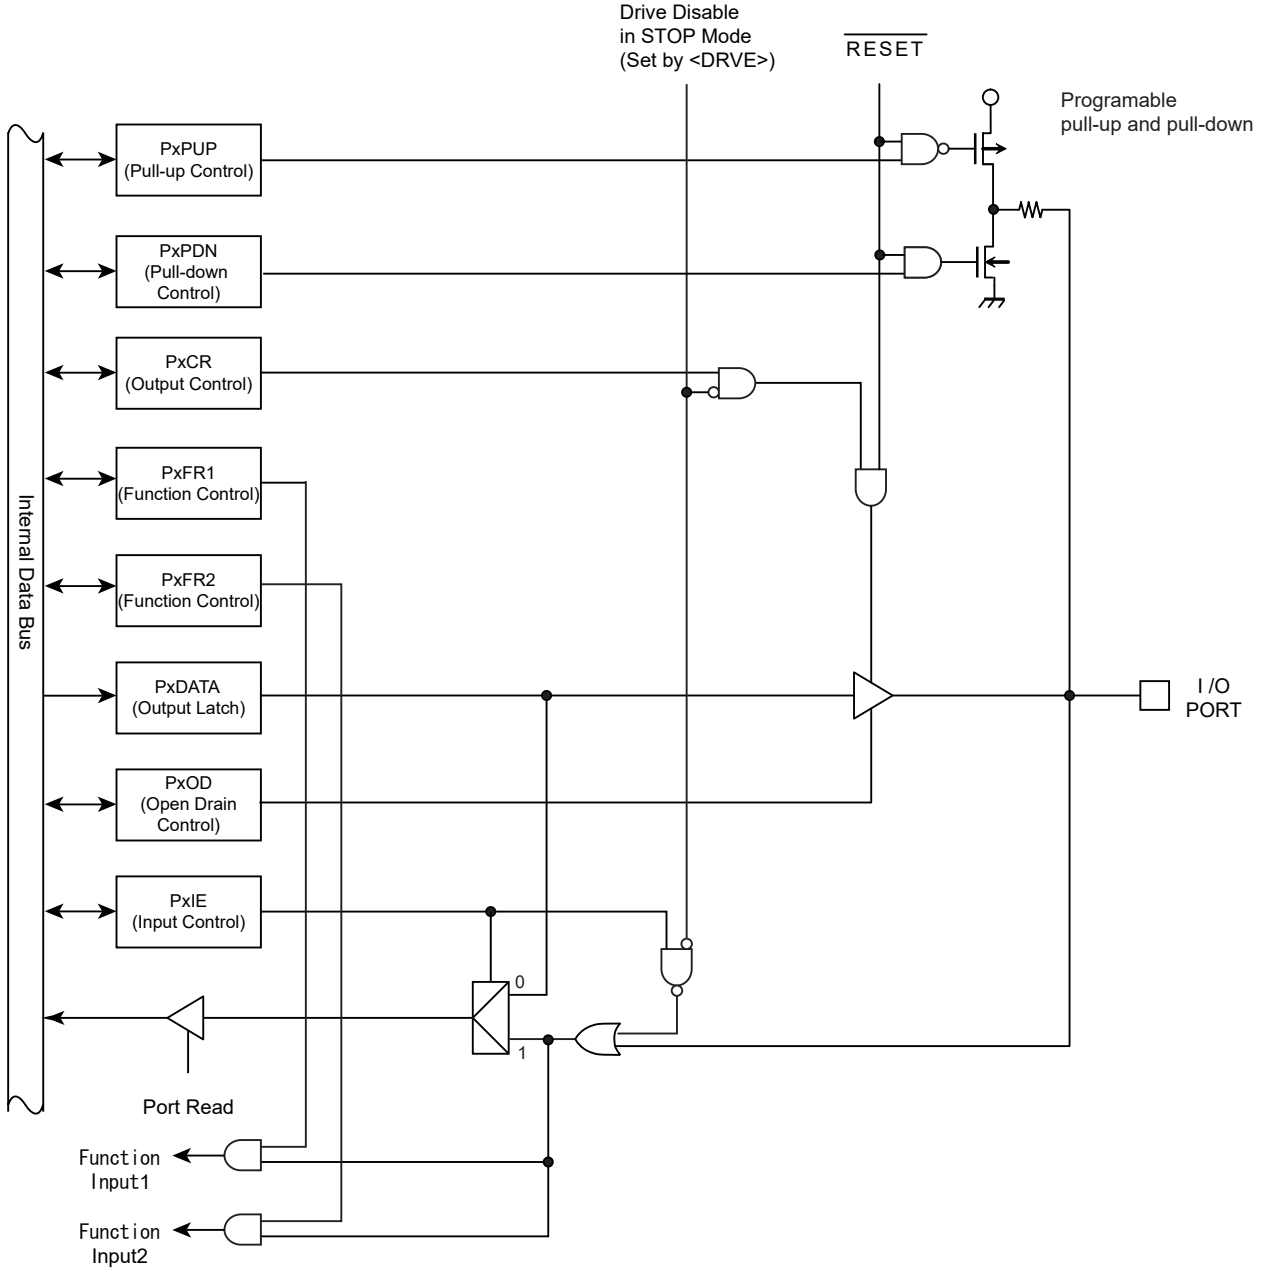 Drive Disable
in STOP Mode
(Set by <DRVE>)
RESET
Programable
pull-up and pull-down
PxPUP
(Pull-up Control)
PxPDN
(Pull-down
Control)
PxCR
(Output Control)
PxFR1
(Function Control)
Internal Data Bus
PxFR2
(Function Control)
PxDATA
(Output Latch)
I /O
PORT
PxOD
(Open Drain
Control)
PxIE
(Input Control)
0
1
Port Read
Function
Input1
Function
Input2